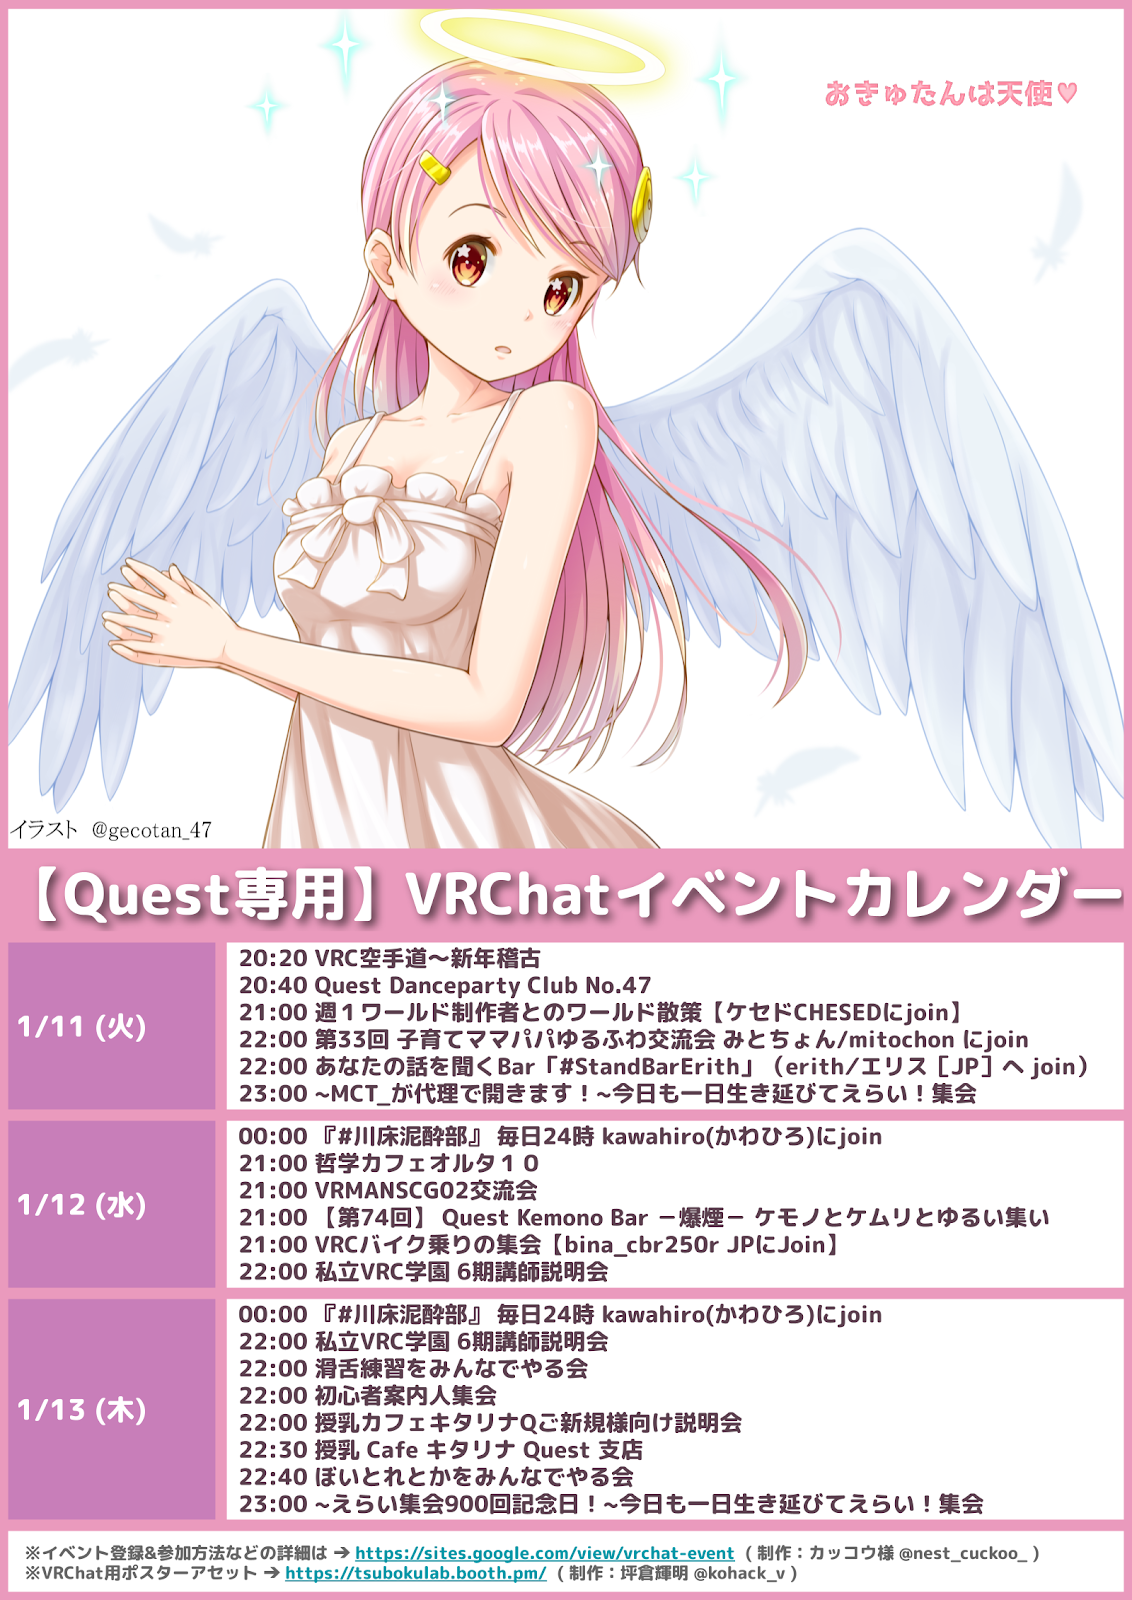 おきゅたんは天使♥
イラスト @gecotan_47
【Quest専用】VRChatイベントカレンダー
1/11 (火)
20:20 VRC空手道～新年稽古
20:40 Quest Danceparty Club No.47
21:00 週１ワールド制作者とのワールド散策【ケセドCHESEDにjoin】
22:00 第33回 子育てママパパゆるふわ交流会 みとちょん/mitochon にjoin
22:00 あなたの話を聞くBar「#StandBarErith」（erith/エリス［JP］へ join）
23:00 ~MCT_が代理で開きます！~今日も一日生き延びてえらい！集会
1/12 (水)
00:00 『#川床泥酔部』 毎日24時 kawahiro(かわひろ)にjoin
21:00 哲学カフェオルタ１０
21:00 VRMANSCG02交流会
21:00 【第74回】 Quest Kemono Bar －爆煙－ ケモノとケムリとゆるい集い
21:00 VRCバイク乗りの集会【bina_cbr250r JPにJoin】
22:00 私立VRC学園 6期講師説明会
1/13 (木)
00:00 『#川床泥酔部』 毎日24時 kawahiro(かわひろ)にjoin
22:00 私立VRC学園 6期講師説明会
22:00 滑舌練習をみんなでやる会
22:00 初心者案内人集会
22:00 授乳カフェキタリナQご新規様向け説明会
22:30 授乳 Cafe キタリナ Quest 支店
22:40 ぼいとれとかをみんなでやる会
23:00 ~えらい集会900回記念日！~今日も一日生き延びてえらい！集会
※イベント登録&参加方法などの詳細は → https://sites.google.com/view/vrchat-event ( 制作：カッコウ様 @nest_cuckoo_ )
※VRChat用ポスターアセット → https://tsubokulab.booth.pm/ ( 制作：坪倉輝明 @kohack_v )